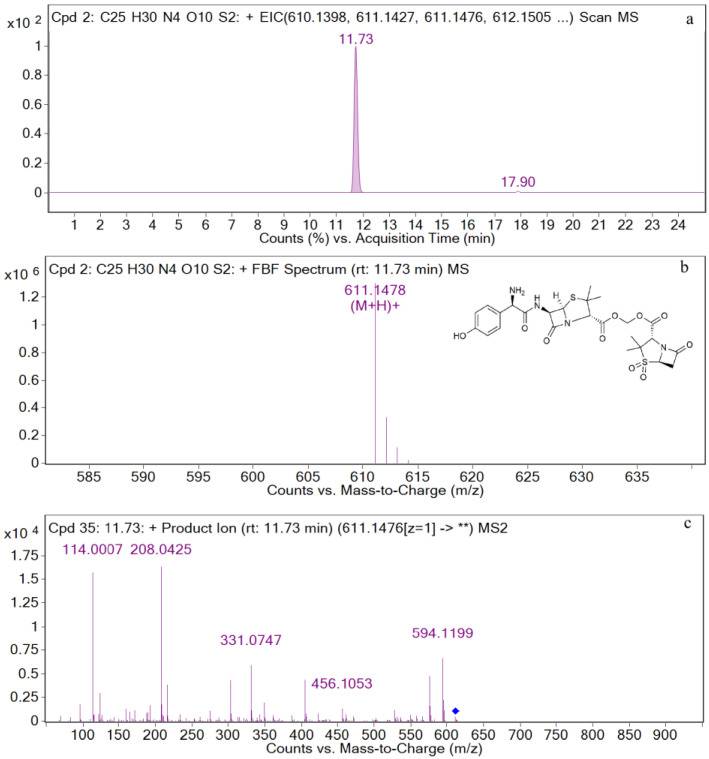 Cpd 2: C25 H30 N4 O10 S2: + EIC(610.1398, 611.1427, 611.1476, 612.1505 ...) Scan MS
a
x10 2
11.73
1
0.8
0.6
0.4
0.2
0
17.90
1 2 3 4 5 6 7 8 9 10 11 12 13 14 15 16 17 18 19 20 21 22 23 24
Counts (%) vs. Acquisition Time (min)
Cpd 2: C25 H30 N4 O10 S2: + FBF Spectrum (rt: 11.73 min) MS
b
x10 6
611.1478
(M+H)+
1.2
1
0.8
0.6
0.4
0.2
0
NH2
H
N
H
S
HO
O
O
N
O
O
O
O
O
N
O
S
O
O
H
585 590 595 600 605 610 615 620 625 630 635
Counts vs. Mass-to-Charge (m/z)
Cpd 35: 11.73: + Product Ion (rt: 11.73 min) (611.1476[z=1] -> **) MS2
c
x10 4
114.0007 208.0425
1.75
1.5
1.25
1
0.75
0.5
0.25
0
331.0747
456.1053
594.1199
100 150 200 250 300 350 400 450 500 550 600 650 700 750 800 850 900
Counts vs. Mass-to-Charge (m/z)